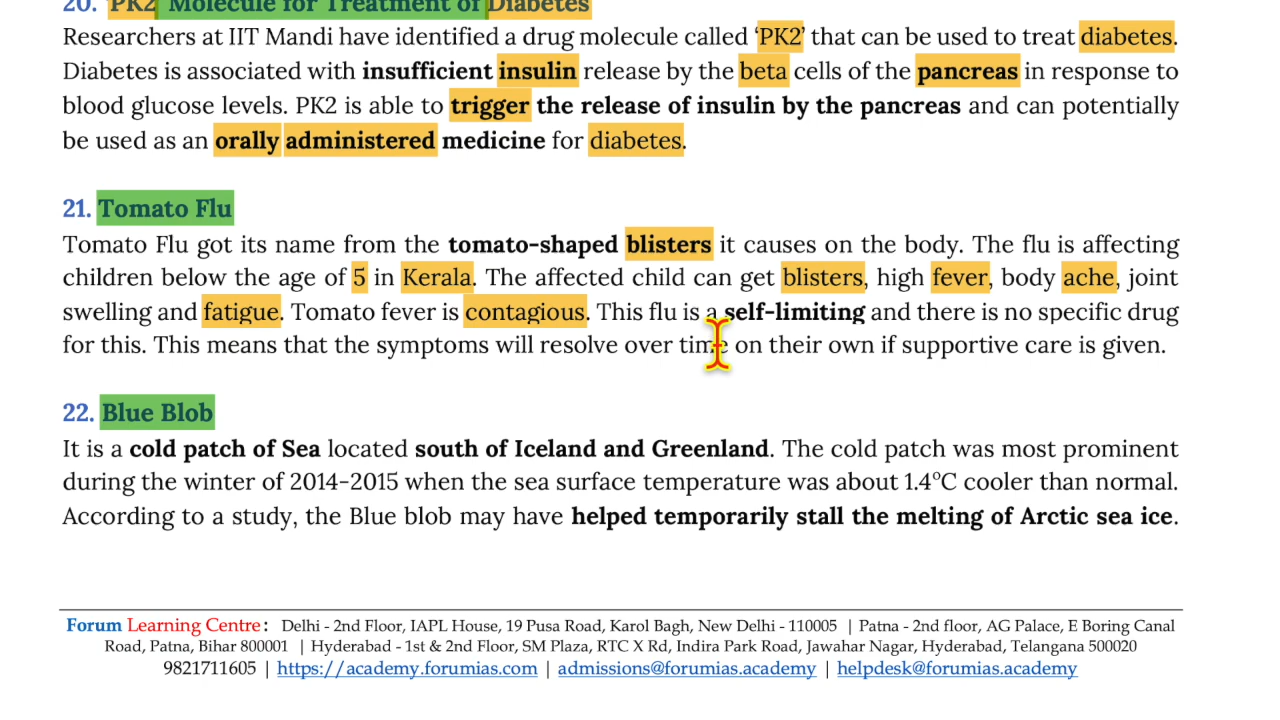 20. 'PK2' Molecule for Treatment of Diabetes
Researchers at IIT Mandi have identified a drug molecule called 'PK2' that can be used to treat diabetes.
Diabetes is associated with insufficient insulin release by the beta cells of the pancreas in response to
blood glucose levels. PK2 is able to trigger the release of insulin by the pancreas and can potentially
be used as an orally administered medicine for diabetes.
21. Tomato Flu
Tomato Flu got its name from the tomato-shaped blisters it causes on the body. The flu is affecting
children below the age of 5 in Kerala. The affected child can get blisters, high fever, body ache, joint
swelling and fatigue. Tomato fever is contagious. This flu is a self-limiting and there is no specific drug
for this. This means that the symptoms will resolve over time on their own if supportive care is given.
22. Blue Blob
It is a cold patch of Sea located south of Iceland and Greenland. The cold patch was most prominent
during the winter of 2014-2015 when the sea surface temperature was about 1.4°C cooler than normal.
According to a study, the Blue blob may have helped temporarily stall the melting of Arctic sea ice.
Forum Learning Centre: Delhi - 2nd Floor, IAPL House, 19 Pusa Road, Karol Bagh, New Delhi - 110005 | Patna - 2nd floor, AG Palace, E Boring Canal
Road, Patna, Bihar 800001 | Hyderabad - 1st & 2nd Floor, SM Plaza, RTC X Rd, Indira Park Road, Jawahar Nagar, Hyderabad, Telangana 500020
9821711605 | https://academy.forumias.com | admissions@forumias.academy | helpdesk@forumias.academy